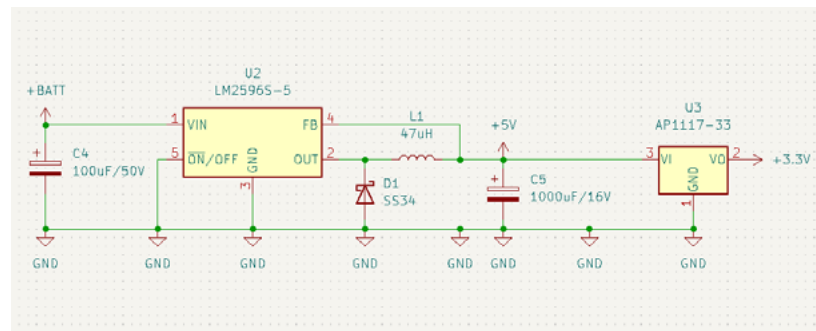 U2
LM2596S-5
+BATT
1
VIN
FB
4
5
ON/OFF
GND
OUT
2
3
+
C4
100uF/50V
L1
47uH
D1
SS34
+5V
+
C5
1000uF/16V
U3
AP1117-33
3
VI
VO
2
GND
1
+3.3V
GND
GND
GND
GND
GND
GND
GND
GND